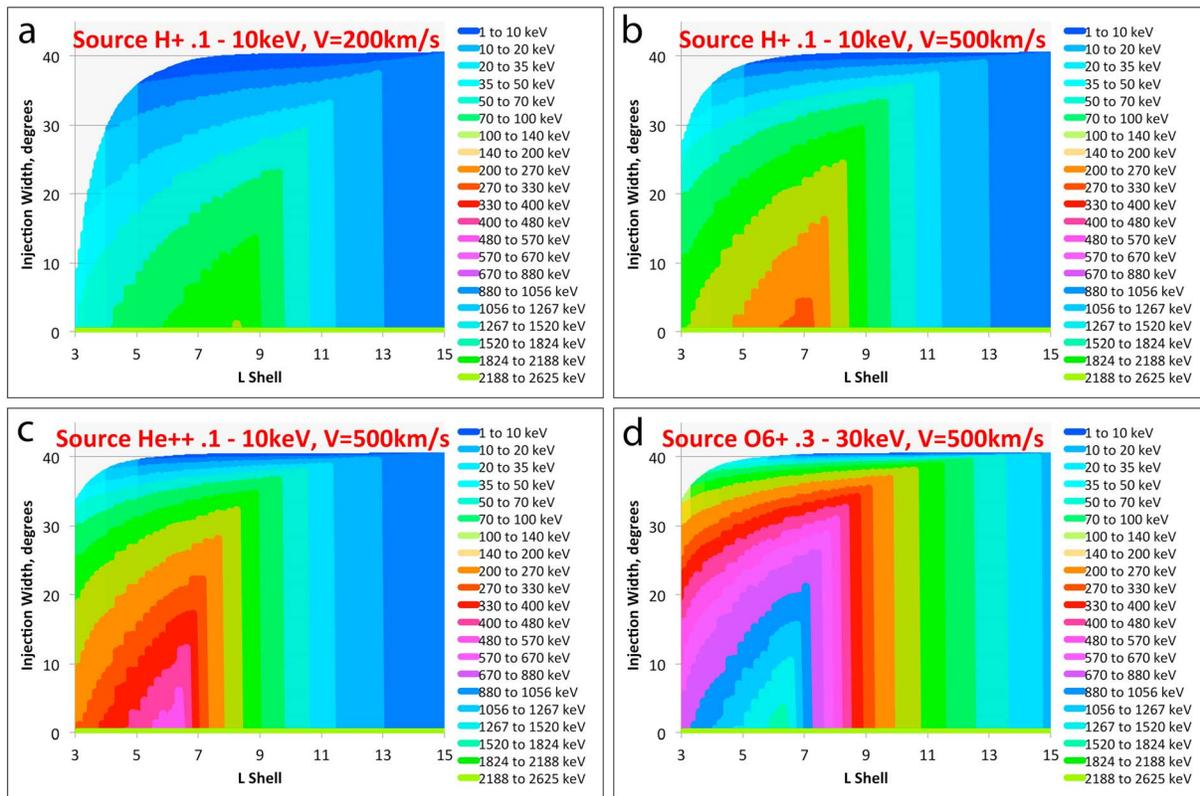 a
Source H+ .1 - 10keV, V=200km/s
Injection Width, degrees
40
30
20
10
0
3 5 7 9 11 13 15
L Shell
1 to 10 keV
10 to 20 keV
20 to 35 keV
35 to 50 keV
50 to 70 keV
70 to 100 keV
100 to 140 keV
140 to 200 keV
200 to 270 keV
270 to 330 keV
330 to 400 keV
400 to 480 keV
480 to 570 keV
570 to 670 keV
670 to 880 keV
880 to 1056 keV
1056 to 1267 keV
1267 to 1520 keV
1520 to 1824 keV
1824 to 2188 keV
2188 to 2625 keV
b
Source H+ .1 - 10keV, V=500km/s
Injection Width, degrees
40
30
20
10
0
3 5 7 9 11 13 15
L Shell
1 to 10 keV
10 to 20 keV
20 to 35 keV
35 to 50 keV
50 to 70 keV
70 to 100 keV
100 to 140 keV
140 to 200 keV
200 to 270 keV
270 to 330 keV
330 to 400 keV
400 to 480 keV
480 to 570 keV
570 to 670 keV
670 to 880 keV
880 to 1056 keV
1056 to 1267 keV
1267 to 1520 keV
1520 to 1824 keV
1824 to 2188 keV
2188 to 2625 keV
c
Source He++ .1 - 10keV, V=500km/s
Injection Width, degrees
40
30
20
10
0
3 5 7 9 11 13 15
L Shell
1 to 10 keV
10 to 20 keV
20 to 35 keV
35 to 50 keV
50 to 70 keV
70 to 100 keV
100 to 140 keV
140 to 200 keV
200 to 270 keV
270 to 330 keV
330 to 400 keV
400 to 480 keV
480 to 570 keV
570 to 670 keV
670 to 880 keV
880 to 1056 keV
1056 to 1267 keV
1267 to 1520 keV
1520 to 1824 keV
1824 to 2188 keV
2188 to 2625 keV
d
Source O6+ .3 - 30keV, V=500km/s
Injection Width, degrees
40
30
20
10
0
3 5 7 9 11 13 15
L Shell
1 to 10 keV
10 to 20 keV
20 to 35 keV
35 to 50 keV
50 to 70 keV
70 to 100 keV
100 to 140 keV
140 to 200 keV
200 to 270 keV
270 to 330 keV
330 to 400 keV
400 to 480 keV
480 to 570 keV
570 to 670 keV
670 to 880 keV
880 to 1056 keV
1056 to 1267 keV
1267 to 1520 keV
1520 to 1824 keV
1824 to 2188 keV
2188 to 2625 keV